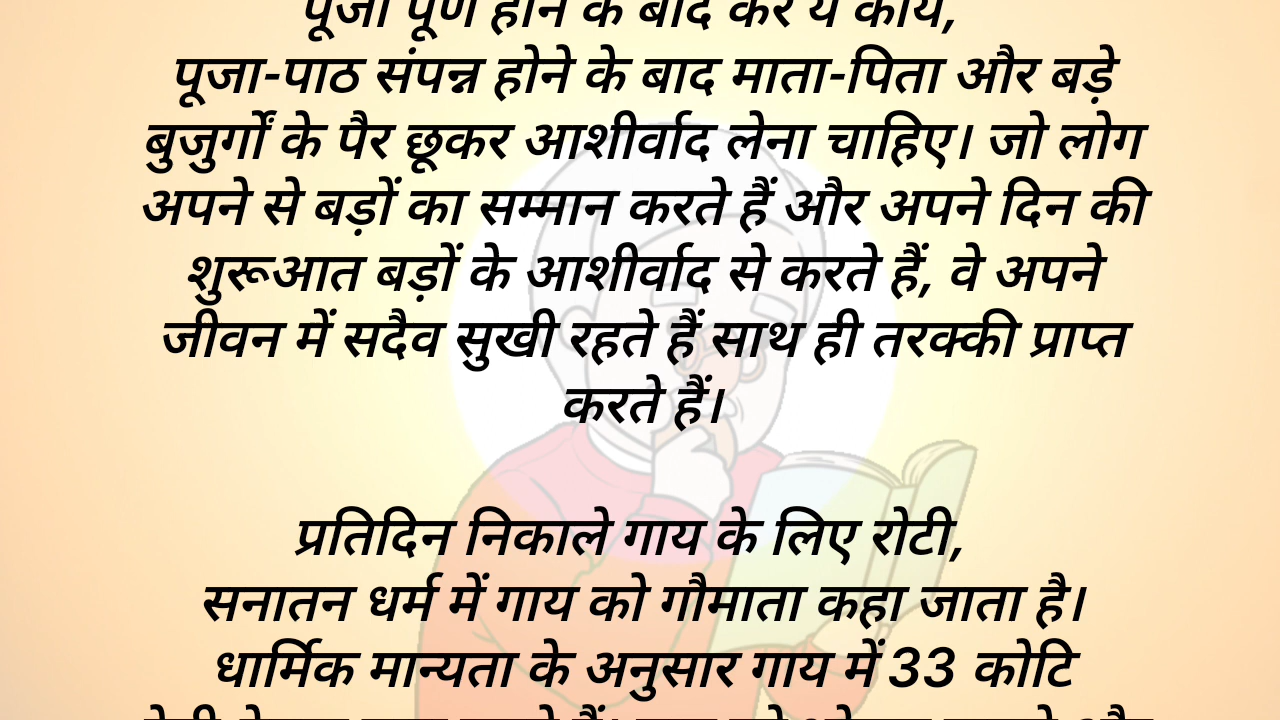 पूजा पूर्ण होने के बाद करें ये कार्य,
पूजा-पाठ संपन्न होने के बाद माता-पिता और बड़े
बुजुर्गों के पैर छूकर आशीर्वाद लेना चाहिए। जो लोग
अपने से बड़ों का सम्मान करते हैं और अपने दिन की
शुरूआत बड़ों के आशीर्वाद से करते हैं, वे अपने
जीवन में सदैव सुखी रहते हैं साथ ही तरक्की प्राप्त
करते हैं।
प्रतिदिन निकाले गाय के लिए रोटी,
सनातन धर्म में गाय को गौमाता कहा जाता है।
धार्मिक मान्यता के अनुसार गाय में 33 कोटि